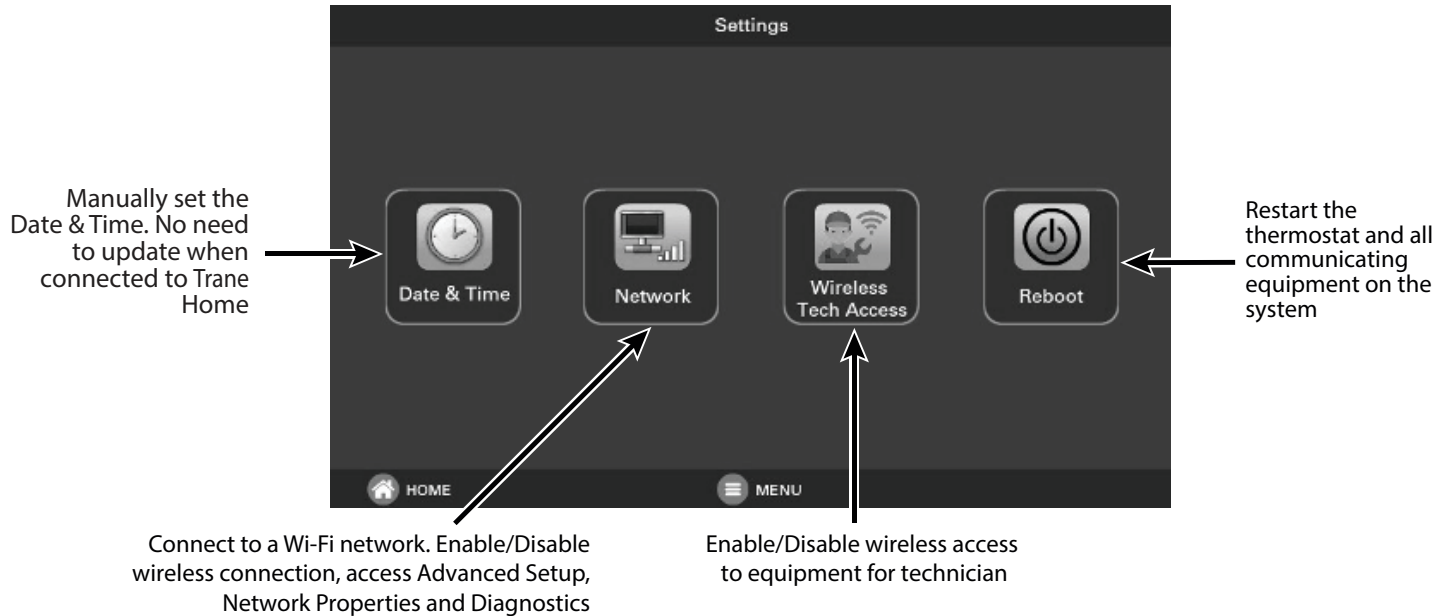 Settings
Manually set the
Date & Time. No need
to update when
connected to Trane
Home
Date & Time
Network
Wireless
Tech Access
Reboot
Restart the
thermostat and all
communicating
equipment on the
system
HOME
MENU
Connect to a Wi-Fi network. Enable/Disable
wireless connection, access Advanced Setup,
Network Properties and Diagnostics
Enable/Disable wireless access
to equipment for technician